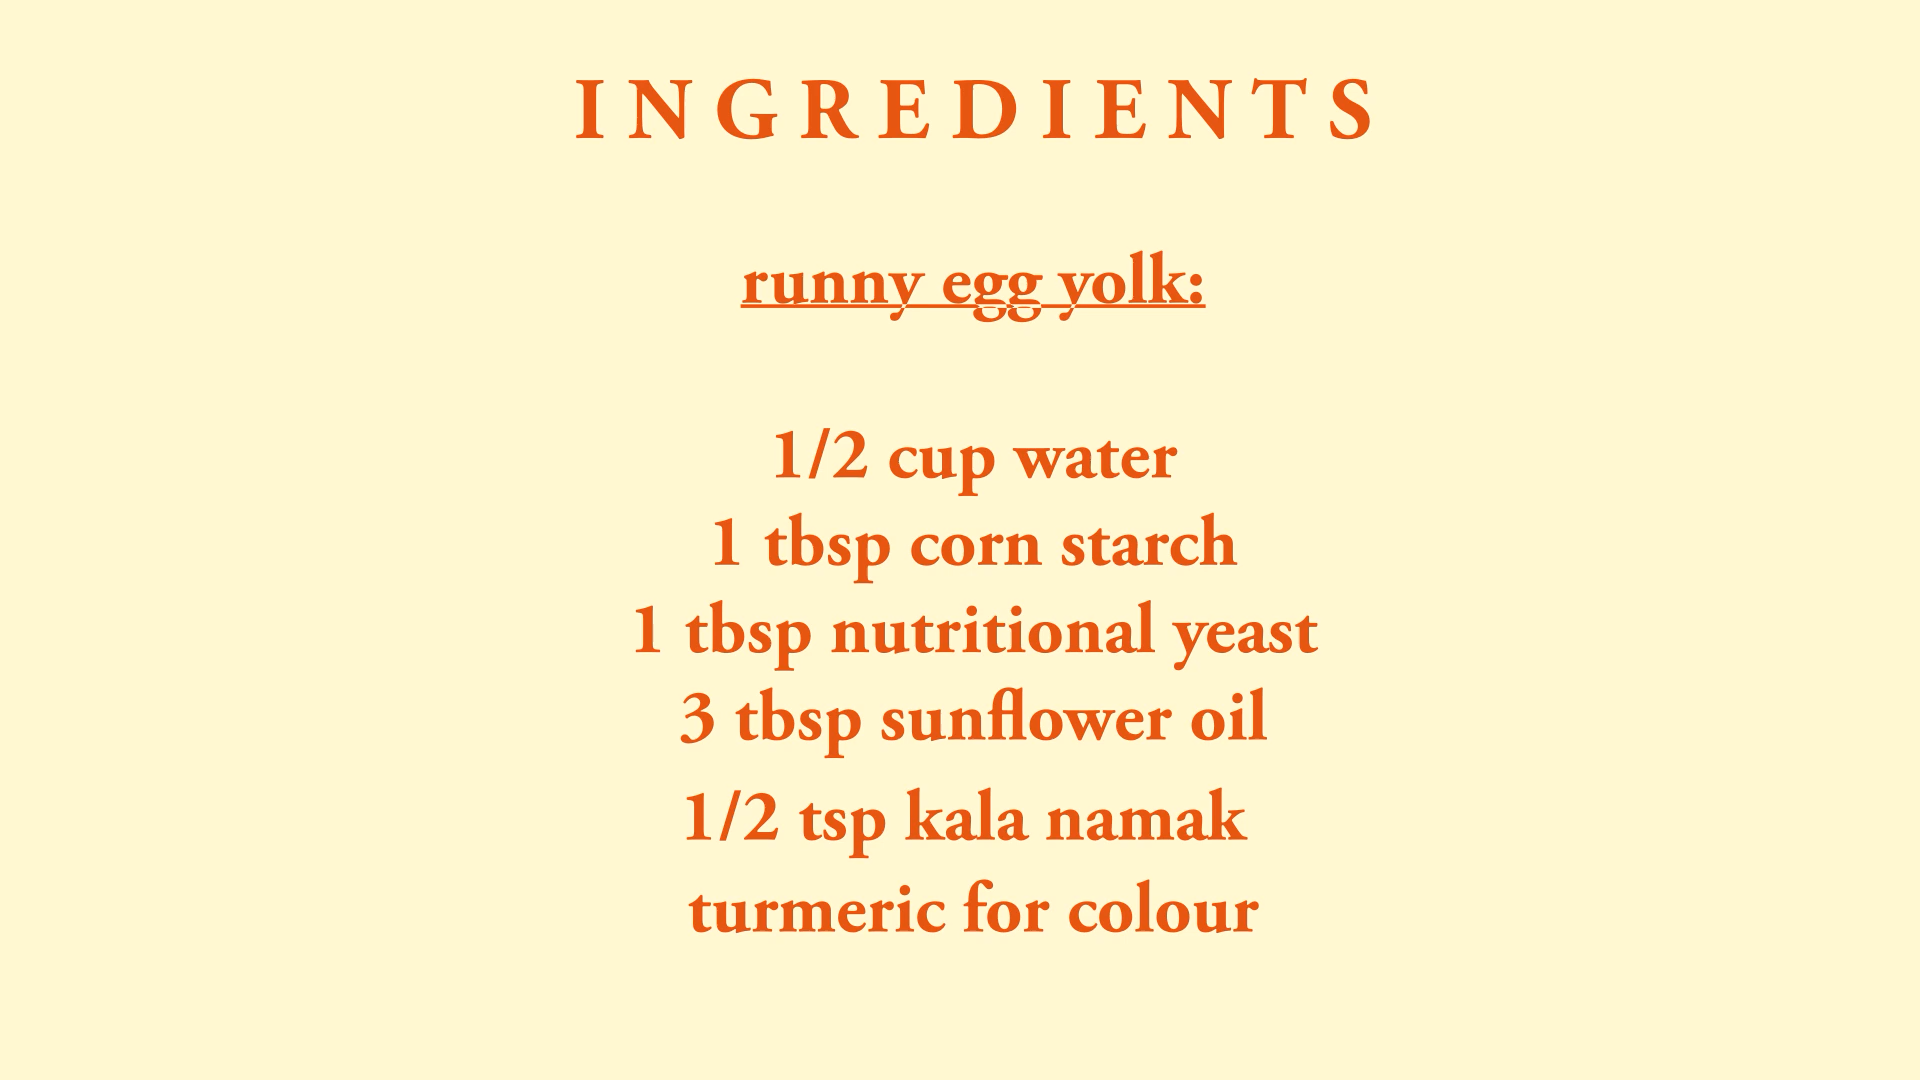 INGREDIENTS
runny egg yolk:
1/2 cup water
1 tbsp corn starch
1 tbsp nutritional yeast
3 tbsp sunflower oil
1/2 tsp kala namak
turmeric for colour